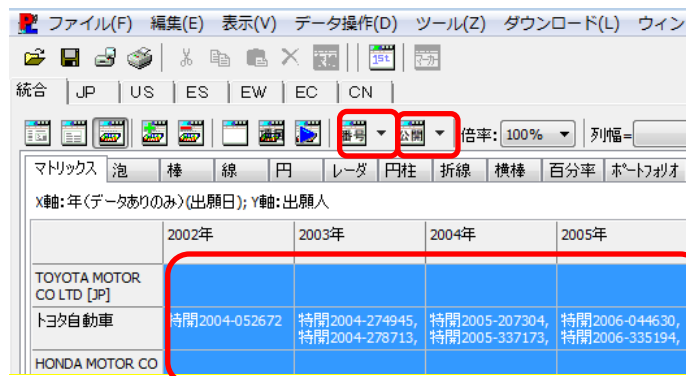 ファイル(F) 編集(E) 表示(V) データ操作(D) ツール(Z) ダウンロード(L) ウィン
1st マーカー
統合 JP US ES EW EC CN
番号 公開 倍率: 100% 列幅=
マトリックス 泡 棒 線 円 レーダ 円柱 折線 横棒 百分率 ポートフォリオ
X軸:年(データありのみ)(出願日); Y軸:出願人
2002年 2003年 2004年 2005年
TOYOTA MOTOR
CO LTD [JP]
トヨタ自動車 特開2004-052672 特開2004-274945, 特開2005-207304, 特開2006-044630,
特開2004-278713, 特開2005-337173, 特開2006-335194,
HONDA MOTOR CO